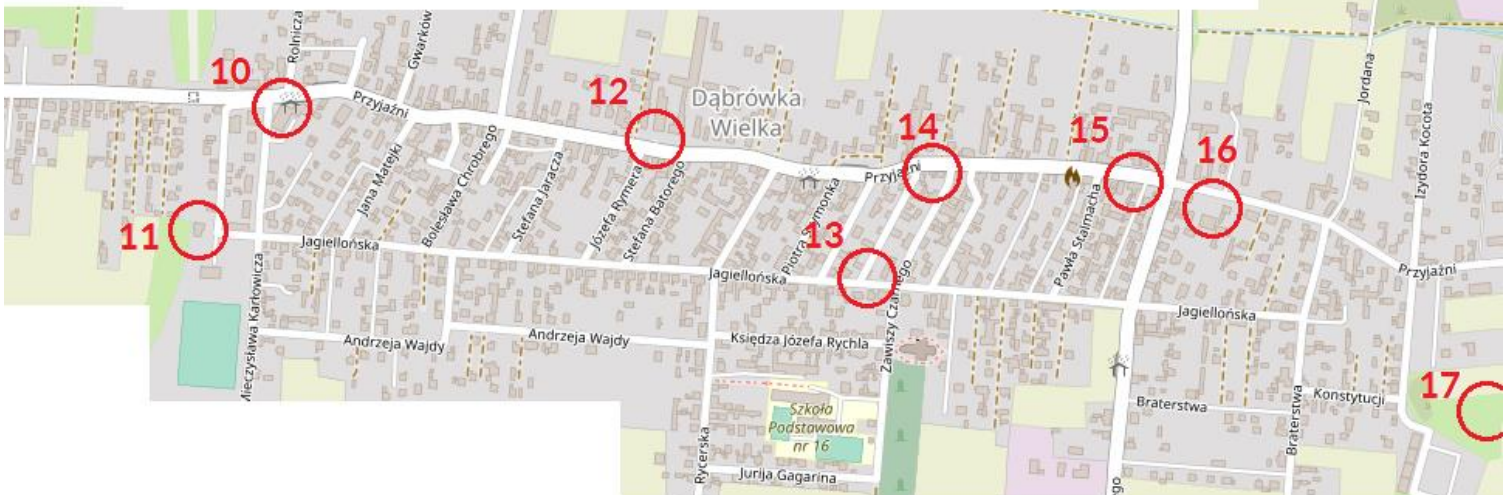 Rolnicza
Gwarków
10
Przyjaźni
12
Dąbrówka
Wielka
14
15
16
Jordana
Izydora Kocota
Jana Matejki
Bolesława Chrobrego
Stefana Jaracza
Józefa Rymera
Stefana Batorego
Przyjaźni
Piotra Szymonka
Pawła Stalmacha
11
13
Jagiellońska
Jagiellońska
Przyjaźni
Jagiellońska
Mieczysława Karłowicza
Andrzeja Wajdy
Andrzeja Wajdy
Księdza Józefa Rychla
Zawiszy Czarnego
Rycerska
Szkoła
Podstawowa
nr 16
Jurija Gagarina
Braterstwa
Braterstwa
Konstytucji
17
ego